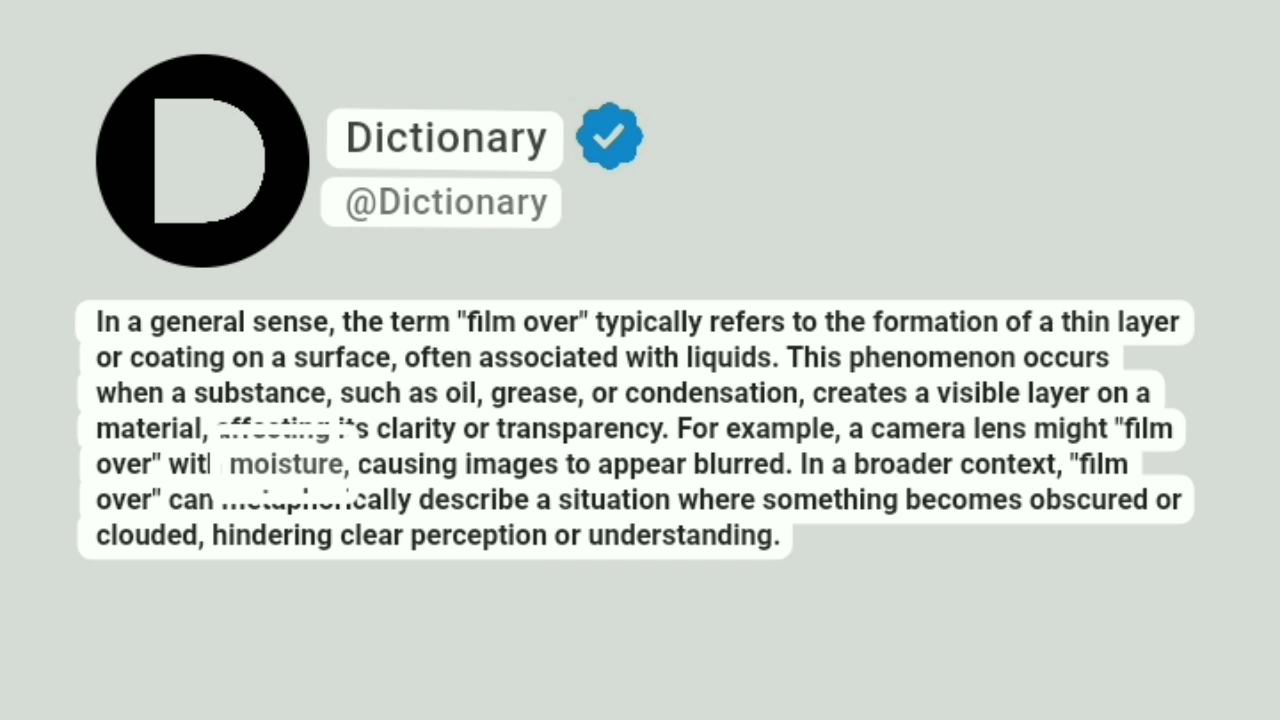 D
Dictionary
@Dictionary
In a general sense, the term "film over" typically refers to the formation of a thin layer
or coating on a surface, often associated with liquids. This phenomenon occurs
when a substance, such as oil, grease, or condensation, creates a visible layer on a
material, affecting its clarity or transparency. For example, a camera lens might "film
over" with moisture, causing images to appear blurred. In a broader context, "film
over" can metaphorically describe a situation where something becomes obscured or
clouded, hindering clear perception or understanding.